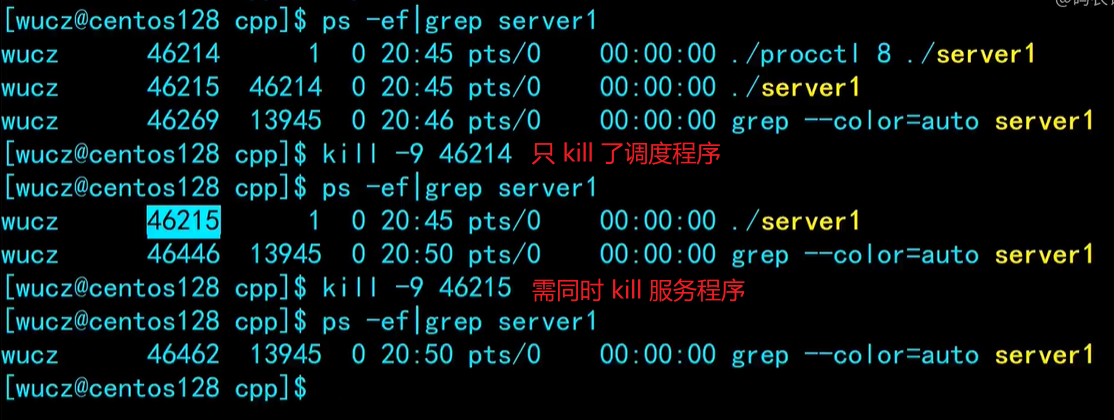 [wucz@centos128 cpp]$ ps -ef|grep server1
wucz 46214 1 0 20:45 pts/0 00:00:00 ./procctl 8 ./server1
wucz 46215 46214 0 20:45 pts/0 00:00:00 ./server1
wucz 46269 13945 0 20:46 pts/0 00:00:00 grep --color=auto server1
[wucz@centos128 cpp]$ kill -9 46214 只 kill 了调度程序
[wucz@centos128 cpp]$ ps -ef|grep server1
wucz 46215 1 0 20:45 pts/0 00:00:00 ./server1
wucz 46446 13945 0 20:50 pts/0 00:00:00 grep --color=auto server1
[wucz@centos128 cpp]$ kill -9 46215 需同时 kill 服务程序
[wucz@centos128 cpp]$ ps -ef|grep server1
wucz 46462 13945 0 20:50 pts/0 00:00:00 grep --color=auto server1
[wucz@centos128 cpp]$